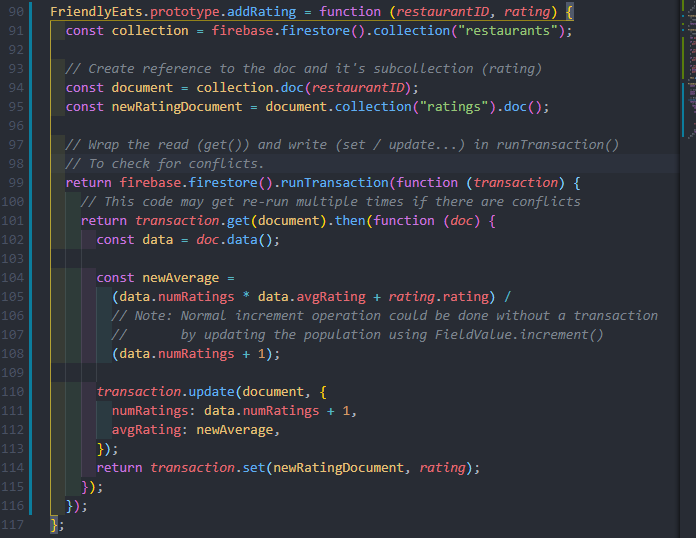 90 FriendlyEats.prototype.addRating = function (restaurantID, rating) {
91 const collection = firebase.firestore().collection("restaurants");
92
93 // Create reference to the doc and it's subcollection (rating)
94 const document = collection.doc(restaurantID);
95 const newRatingDocument = document.collection("ratings").doc();
96
97 // Wrap the read (get()) and write (set / update...) in runTransaction()
98 // To check for conflicts.
99 return firebase.firestore().runTransaction(function (transaction) {
100 // This code may get re-run multiple times if there are conflicts
101 return transaction.get(document).then(function (doc) {
102 const data = doc.data();
103
104 const newAverage =
105 (data.numRatings * data.avgRating + rating.rating) /
106 // Note: Normal increment operation could be done without a transaction
107 // by updating the population using FieldValue.increment()
108 (data.numRatings + 1);
109
110 transaction.update(document, {
111 numRatings: data.numRatings + 1,
112 avgRating: newAverage,
113 });
114 return transaction.set(newRatingDocument, rating);
115 });
116 });
117 };